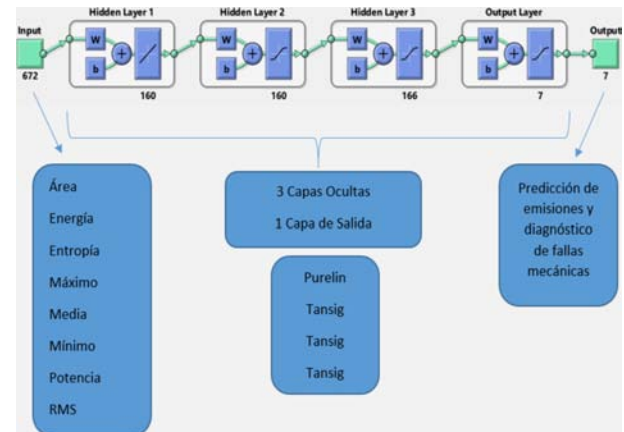 Hidden Layer 1 Hidden Layer 2 Hidden Layer 3 Output Layer
Input Output
W W W W
b b b b
672 160 160 166 7 7
Área
Energía
Entropía
Máximo
Media
Mínimo
Potencia
RMS
3 Capas Ocultas
1 Capa de Salida
Purelin
Tansig
Tansig
Tansig
Predicción de
emisiones y
diagnóstico
de fallas
mecánicas